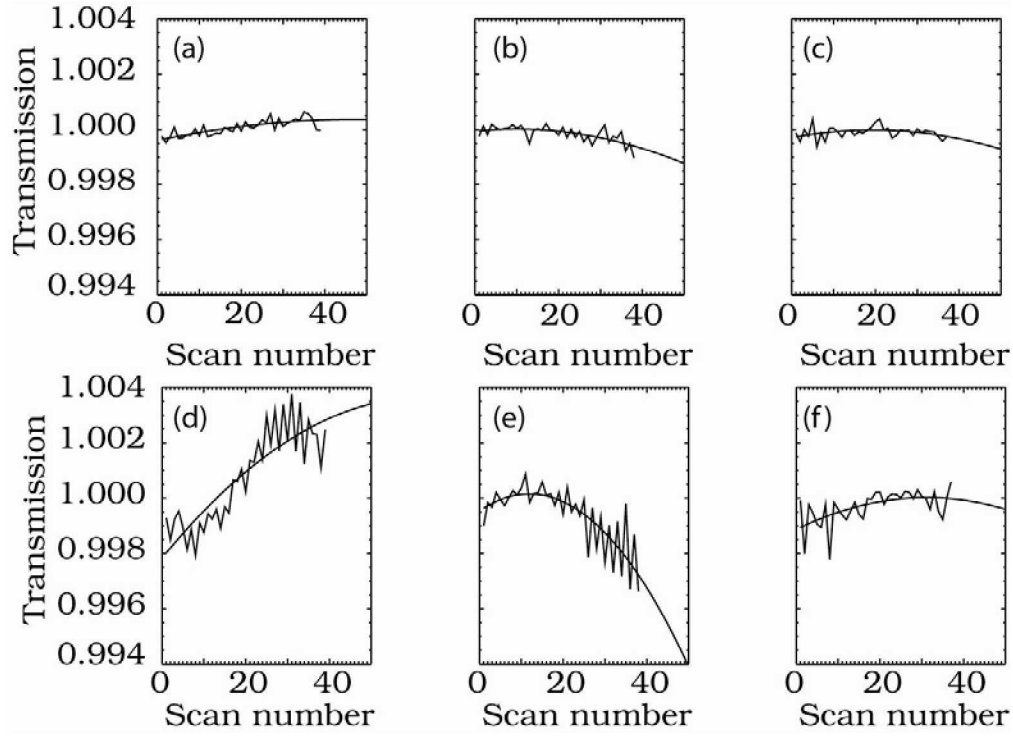 1.004
1.002
1.000
0.998
0.996
0.994
Transmission
(a)
0 20 40
Scan number
(b)
0 20 40
Scan number
(c)
0 20 40
Scan number
1.004
1.002
1.000
0.998
0.996
0.994
Transmission
(d)
0 20 40
Scan number
(e)
0 20 40
Scan number
(f)
0 20 40
Scan number